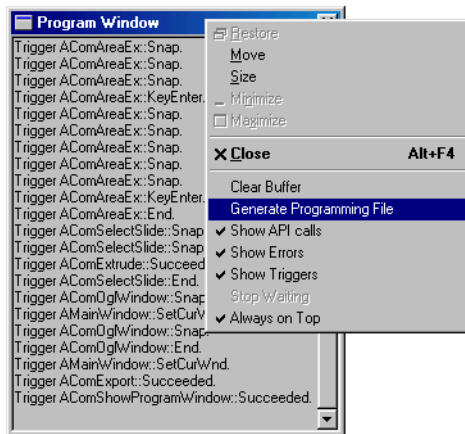 Program Window
Trigger AComAreaEx::Snap.
Trigger AComAreaEx::Snap.
Trigger AComAreaEx::Snap.
Trigger AComAreaEx::KeyEnter.
Trigger AComAreaEx::Snap.
Trigger AComAreaEx::Snap.
Trigger AComAreaEx::Snap.
Trigger AComAreaEx::Snap.
Trigger AComAreaEx::Snap.
Trigger AComAreaEx::KeyEnter.
Trigger AComAreaEx::End.
Trigger AComSelectSlide::Snap
Trigger AComSelectSlide::Snap
Trigger AComExtrude::Succeed
Trigger AComSelectSlide::End.
Trigger AComOglWindow::Snap
Trigger AMainWindow::SetCurW
Trigger AComOglWindow::Snap.
Trigger AComOglWindow::End.
Trigger AMainWindow::SetCurWnd.
Trigger AComExport::Succeeded.
Trigger AComShowProgramWindow::Succeeded.
Restore
Move
Size
Minimize
Maximize
Close Alt+F4
Clear Buffer
Generate Programming File
Show API calls
Show Errors
Show Triggers
Stop Waiting
Always on Top